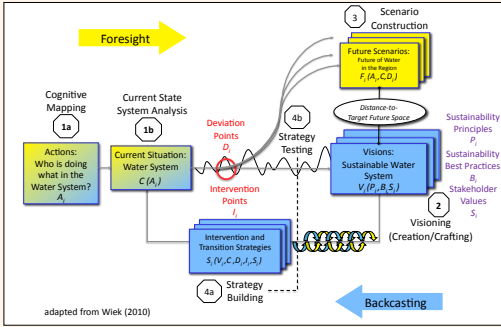 Foresight
3
Scenario
Construction
Future Scenarios:
Future of Water
in the Region
F_i (A_i,C,D_i)
Distance-to-
Target Future Space
Cognitive
Mapping
1a
Current State
System Analysis
1b
Deviation
Points
D_i
4b
Strategy
Testing
Actions:
Who is doing
what in the
Water System?
A_i
Current Situation:
Water System
C (A_i)
Intervention
Points
I_i
Visions:
Sustainable Water
System
V_i (P_i,B_i,S_i)
Sustainability
Principles
P_i
Sustainability
Best Practices
B_i
Stakeholder
Values
S_i
2
Visioning
(Creation/Crafting)
Intervention and
Transition Strategies
S_i (V_i,C,D_i,I_i,S_i)
4a
Strategy
Building
Backcasting
adapted from Wiek (2010)